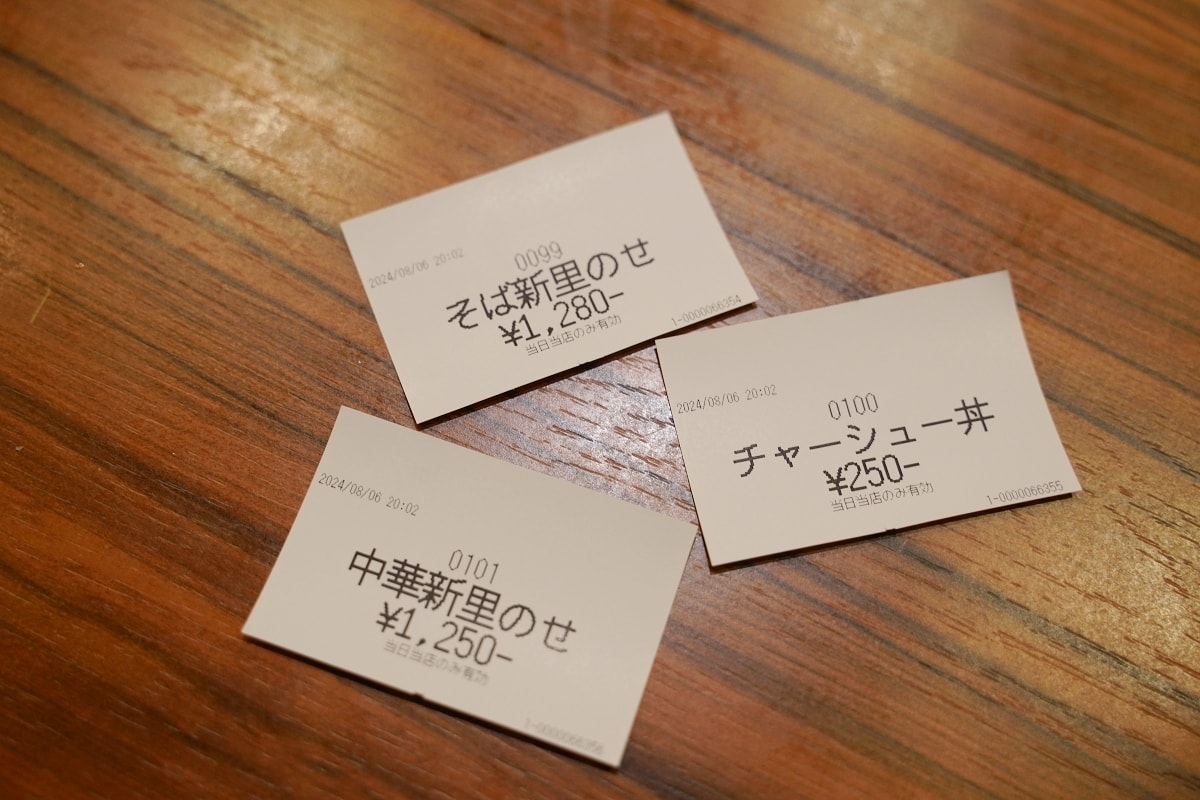 2024/08/06 20:02
0099
そば新里のせ
¥1,280-
当日当店のみ有効
1-0000066354
2024/08/06 20:02
0100
チャーシュー丼
¥250-
当日当店のみ有効
1-0000066355
2024/08/06 20:02
0101
中華新里のせ
¥1,250-
当日当店のみ有効
1-0000066356